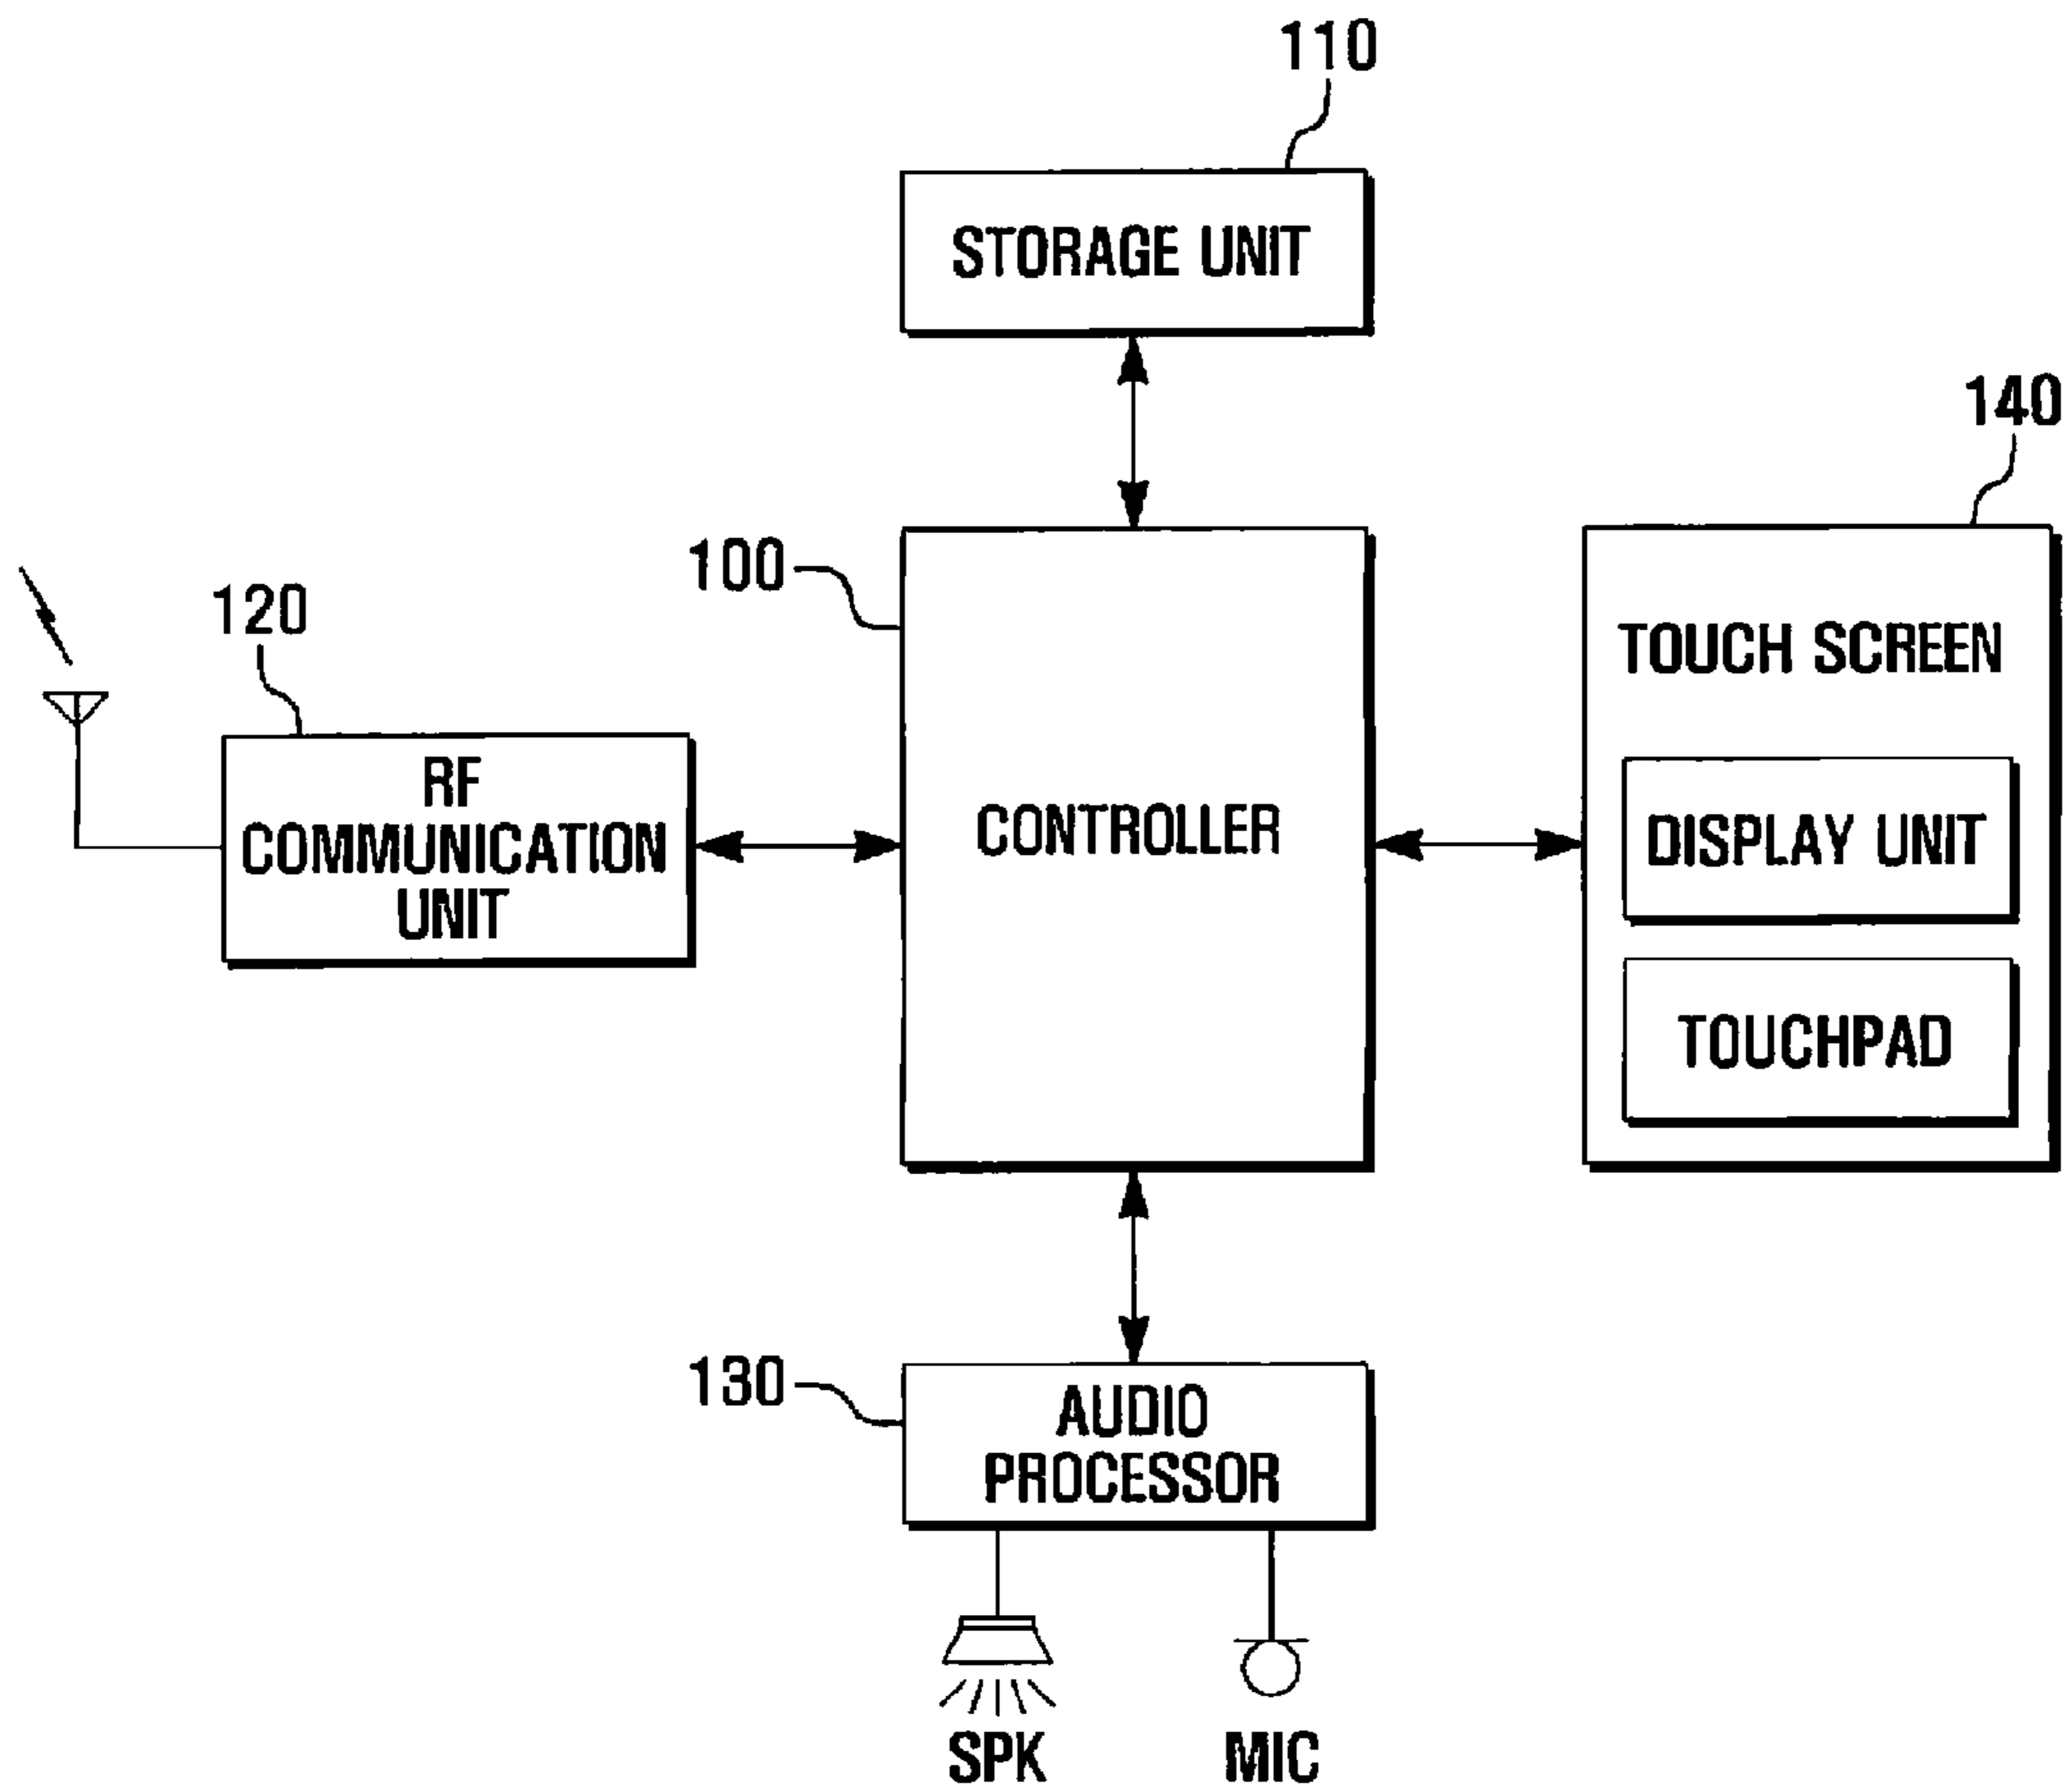 110
STORAGE UNIT
140
100
120
TOUCH SCREEN
RF
COMMUNICATION
UNIT
CONTROLLER
DISPLAY UNIT
TOUCHPAD
130
AUDIO
PROCESSOR
SPK
MIC